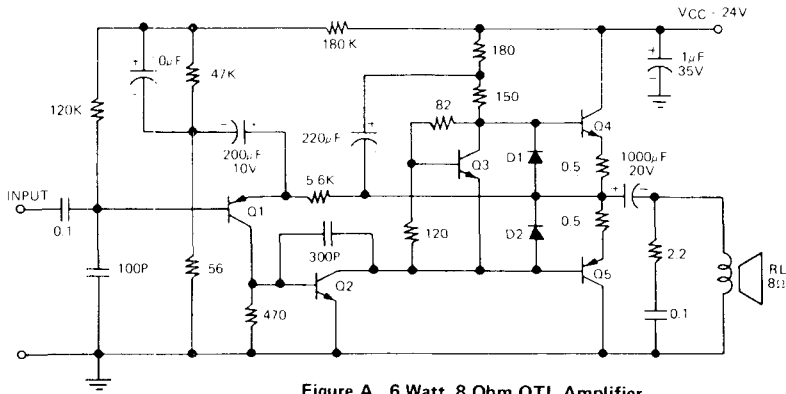 VCC - 24V
180 K
180
1µF
35V
0µF
47K
120K
82
150
Q4
200µF
10V
220µF
Q3
D1
0.5
1000µF
20V
INPUT
0.1
Q1
5.6K
0.5
D2
2.2
RL
8Ω
100P
56
300P
120
Q2
Q5
0.1
470
Figure A 6 Watt, 8 Ohm OTL Amplifier